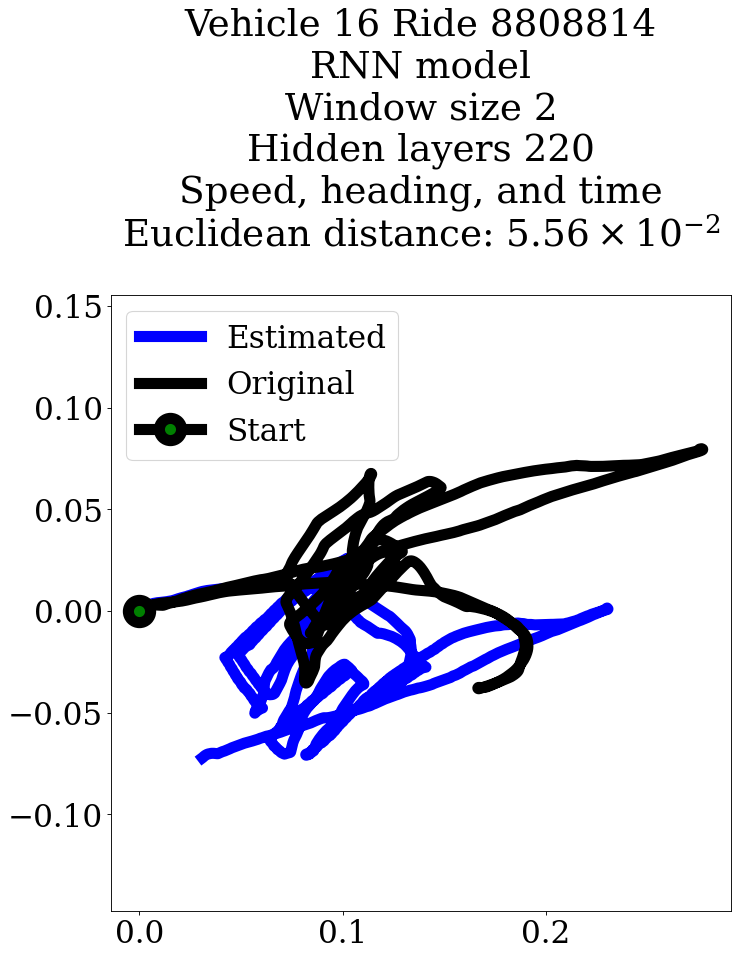 Vehicle 16 Ride 8808814
RNN model
Window size 2
Hidden layers 220
Speed, heading, and time
Euclidean distance: 5.56 × 10⁻²
0.15
0.10
0.05
0.00
−0.05
−0.10
Estimated
Original
Start
0.0 0.1 0.2